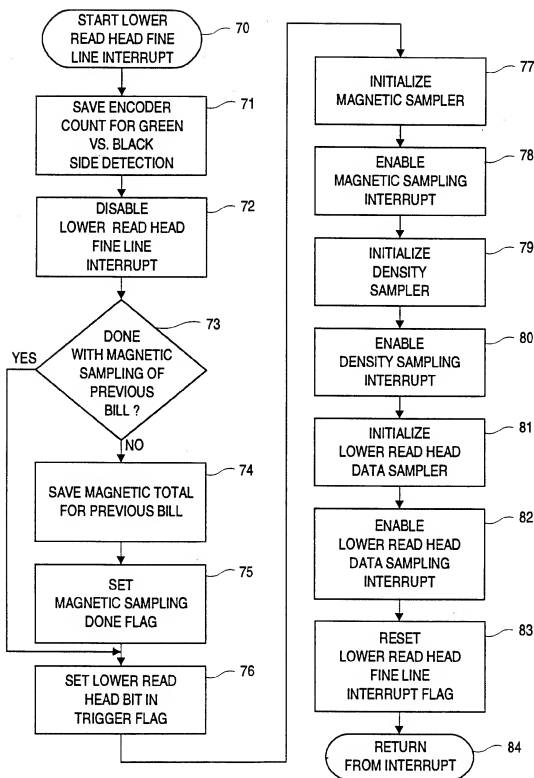 START LOWER
READ HEAD FINE
LINE INTERRUPT
70
SAVE ENCODER
COUNT FOR GREEN
VS. BLACK
SIDE DETECTION
71
DISABLE
LOWER READ HEAD
FINE LINE
INTERRUPT
72
DONE
WITH MAGNETIC
SAMPLING OF
PREVIOUS
BILL ?
73
YES
NO
SAVE MAGNETIC TOTAL
FOR PREVIOUS BILL
74
SET
MAGNETIC SAMPLING
DONE FLAG
75
SET LOWER READ
HEAD BIT IN
TRIGGER FLAG
76
INITIALIZE
MAGNETIC SAMPLER
77
ENABLE
MAGNETIC SAMPLING
INTERRUPT
78
INITIALIZE
DENSITY
SAMPLER
79
ENABLE
DENSITY SAMPLING
INTERRUPT
80
INITIALIZE
LOWER READ HEAD
DATA SAMPLER
81
ENABLE
LOWER READ HEAD
DATA SAMPLING
INTERRUPT
82
RESET
LOWER READ HEAD
FINE LINE
INTERRUPT FLAG
83
RETURN
FROM INTERRUPT
84